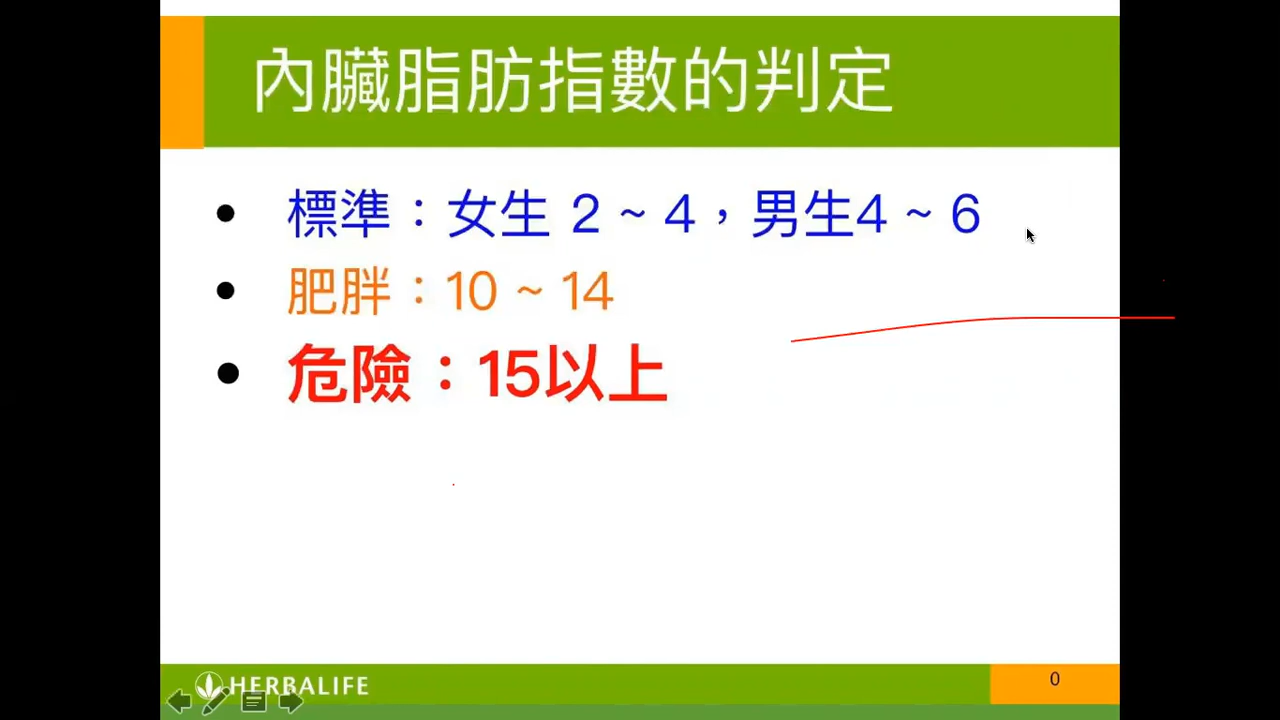 內臟脂肪指數的判定
• 標準：女生 2 ~ 4，男生4 ~ 6
• 肥胖：10 ~ 14
• 危險：15以上
HERBALIFE
0